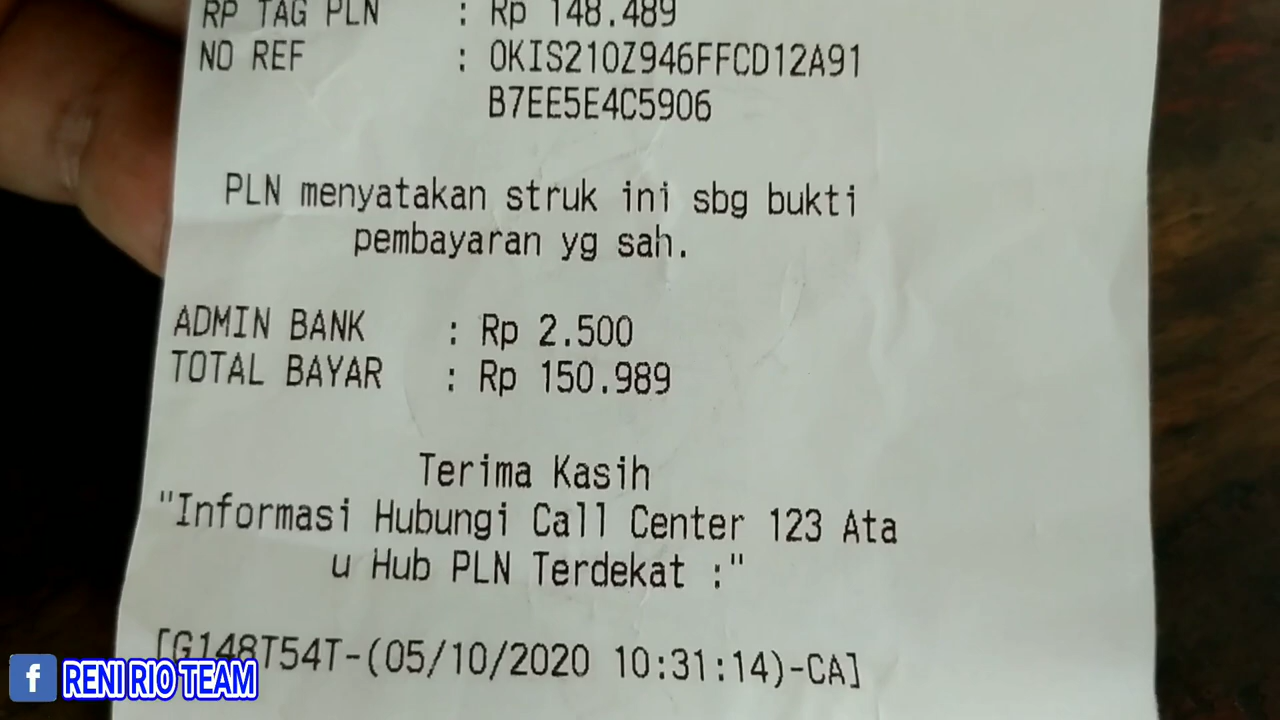 RP TAG PLN : Rp 148.489
NO REF : 0KIS210Z946FFCD12A91
B7EE5E4C5906
PLN menyatakan struk ini sbg bukti
pembayaran yg sah.
ADMIN BANK : Rp 2.500
TOTAL BAYAR : Rp 150.989
Terima Kasih
"Informasi Hubungi Call Center 123 Ata
u Hub PLN Terdekat :"
[G148T54T-(05/10/2020 10:31:14)-CA]
f RENI RIO TEAM